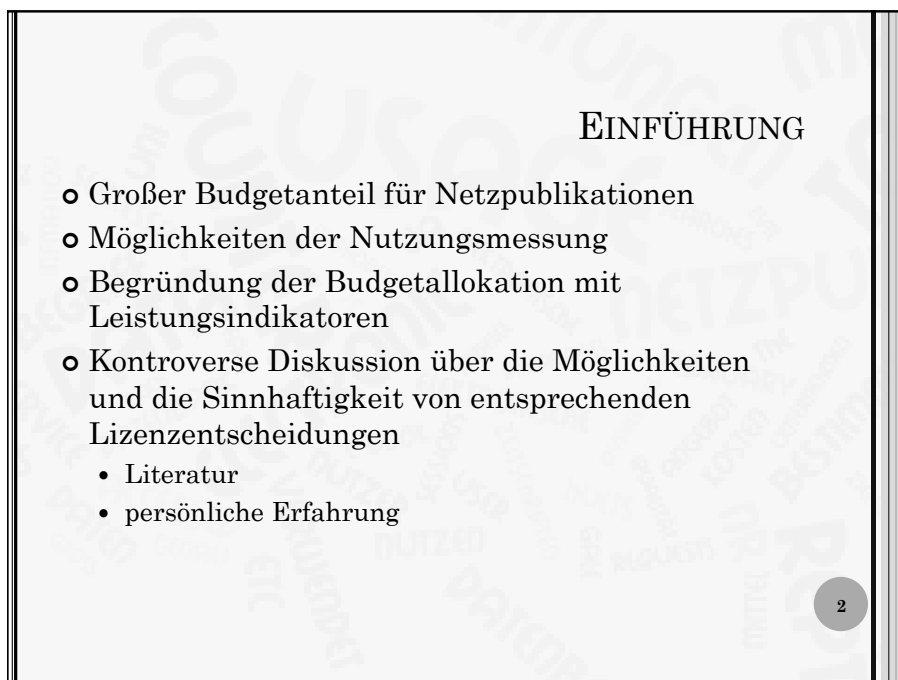 EINFÜHRUNG
Großer Budgetanteil für Netzpublikationen
Möglichkeiten der Nutzungsmessung
Begründung der Budgetallokation mit
Leistungsindikatoren
Kontroverse Diskussion über die Möglichkeiten
und die Sinnhaftigkeit von entsprechenden
Lizenzentscheidungen
• Literatur
• persönliche Erfahrung
2